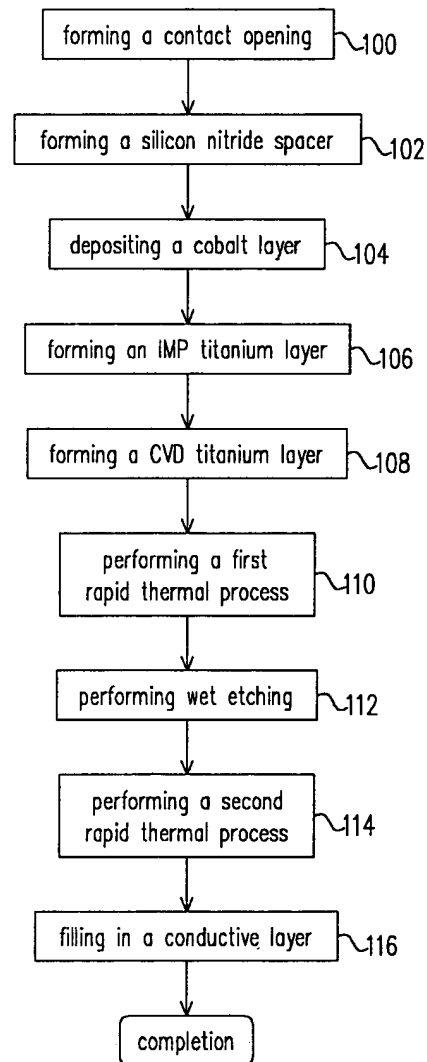 forming a contact opening
100
forming a silicon nitride spacer
102
depositing a cobalt layer
104
forming an IMP titanium layer
106
forming a CVD titanium layer
108
performing a first
rapid thermal process
110
performing wet etching
112
performing a second
rapid thermal process
114
filling in a conductive layer
116
completion